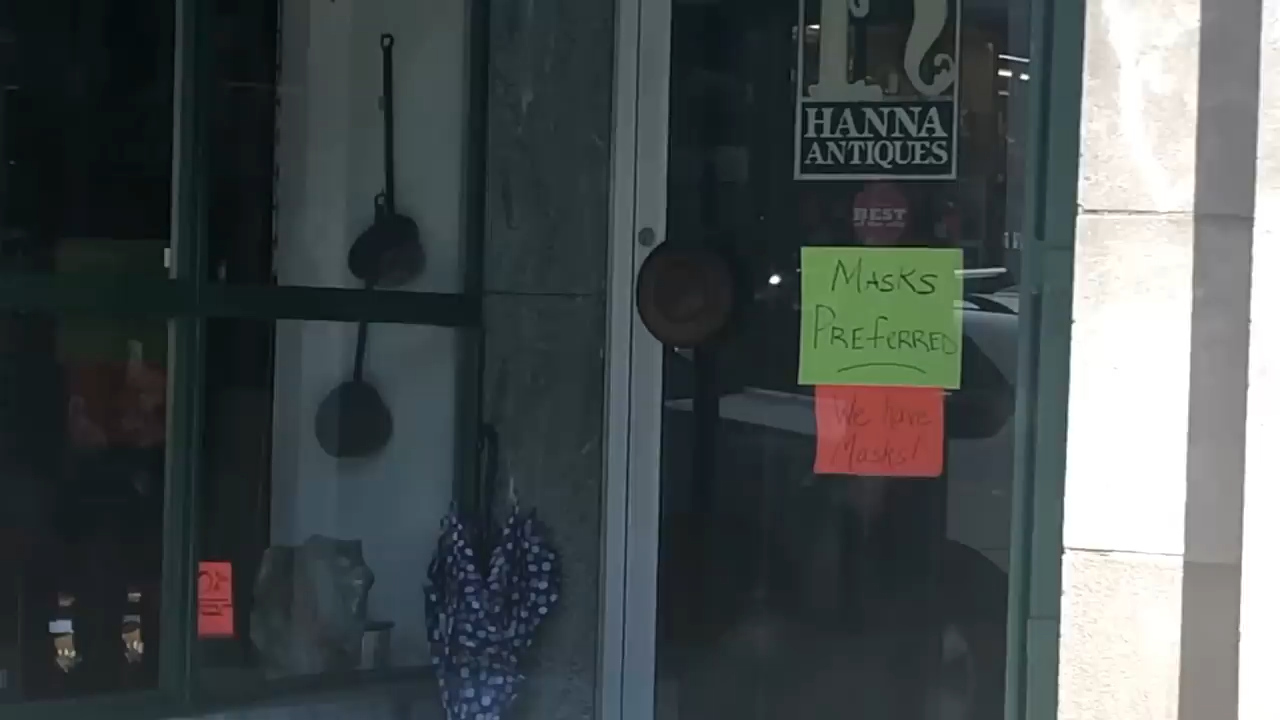 HANNA
ANTIQUES
BEST
MASKS
PREFERRED
We have
Masks!